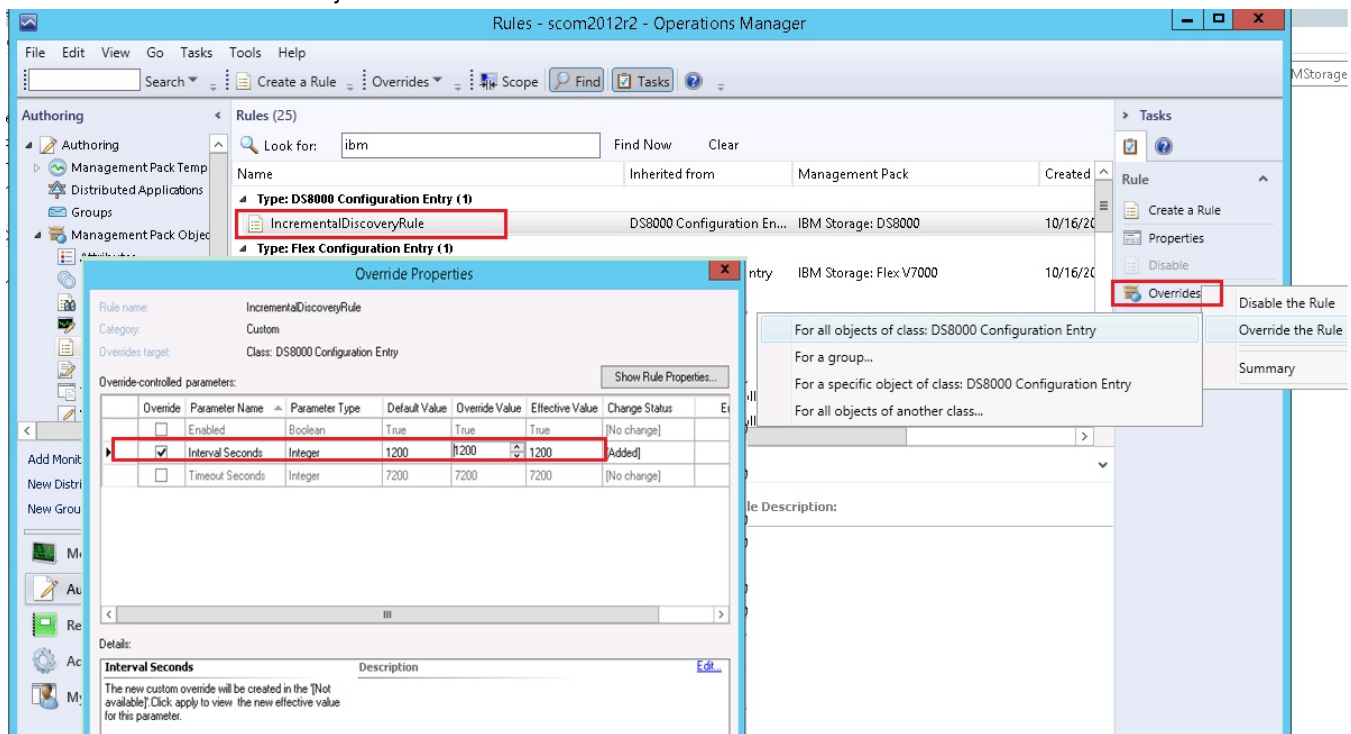 Rules - scom2012r2 - Operations Manager
File Edit View Go Tasks Tools Help
Search Create a Rule Overrides Scope Find Tasks
MStorage
Authoring
Authoring
Management Pack Temp
Distributed Applications
Groups
Management Pack Objec
Rules (25)
Look for: ibm Find Now Clear
Name Inherited from Management Pack Created
Type: DS8000 Configuration Entry (1)
IncrementalDiscoveryRule DS8000 Configuration En... IBM Storage: DS8000 10/16/20
Type: Flex Configuration Entry (1)
ntry IBM Storage: Flex V7000 10/16/20
Tasks
Rule
Create a Rule
Properties
Disable
Overrides
Disable the Rule
Override the Rule
Summary
For all objects of class: DS8000 Configuration Entry
For a group...
For a specific object of class: DS8000 Configuration Entry
For all objects of another class...
Add Monit
New Distri
New Grou
M
Au
Re
Ac
My
le Description:
Override Properties
Rule name: IncrementalDiscoveryRule
Category: Custom
Overrides target: Class: DS8000 Configuration Entry
Override-controlled parameters: Show Rule Properties...
Override Parameter Name Parameter Type Default Value Override Value Effective Value Change Status
Enabled Boolean True True True [No change]
Interval Seconds Integer 1200 1200 1200 [Added]
Timeout Seconds Integer 7200 7200 7200 [No change]
Details:
Interval Seconds Description Edit...
The new custom override will be created in the '[Not
available]'.Click apply to view the new effective value
for this parameter.